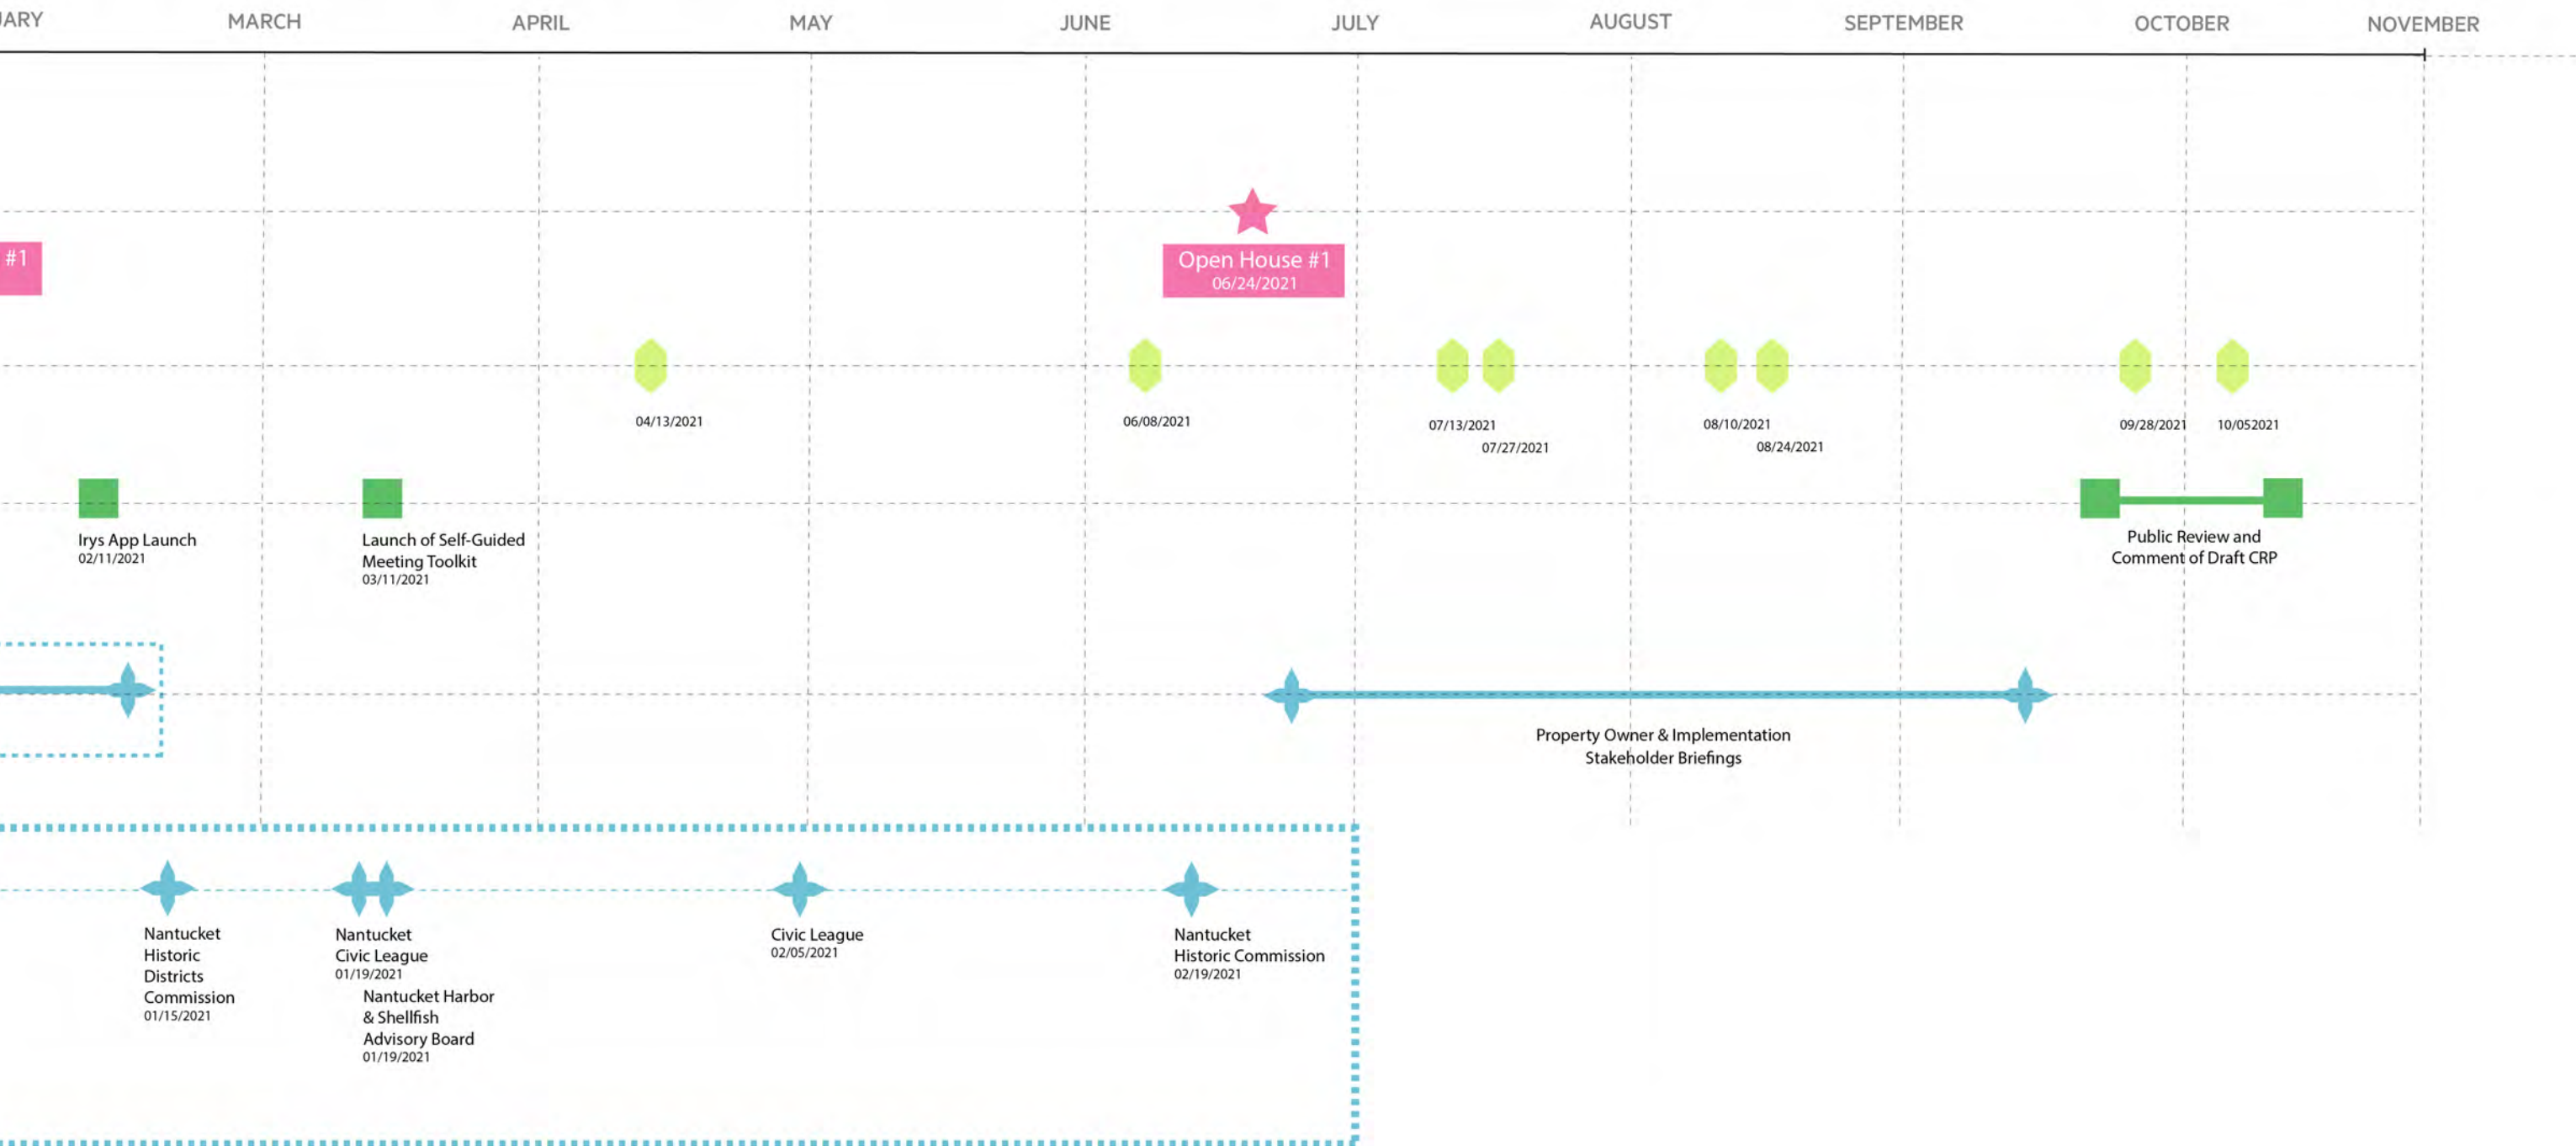 UARY
MARCH
APRIL
MAY
JUNE
JULY
AUGUST
SEPTEMBER
OCTOBER
NOVEMBER
#1
Open House #1
06/24/2021
04/13/2021
06/08/2021
07/13/2021
07/27/2021
08/10/2021
08/24/2021
09/28/2021
10/052021
Irys App Launch
02/11/2021
Launch of Self-Guided
Meeting Toolkit
03/11/2021
Public Review and
Comment of Draft CRP
Property Owner & Implementation
Stakeholder Briefings
Nantucket
Historic
Districts
Commission
01/15/2021
Nantucket
Civic League
01/19/2021
Nantucket Harbor
& Shellfish
Advisory Board
01/19/2021
Civic League
02/05/2021
Nantucket
Historic Commission
02/19/2021